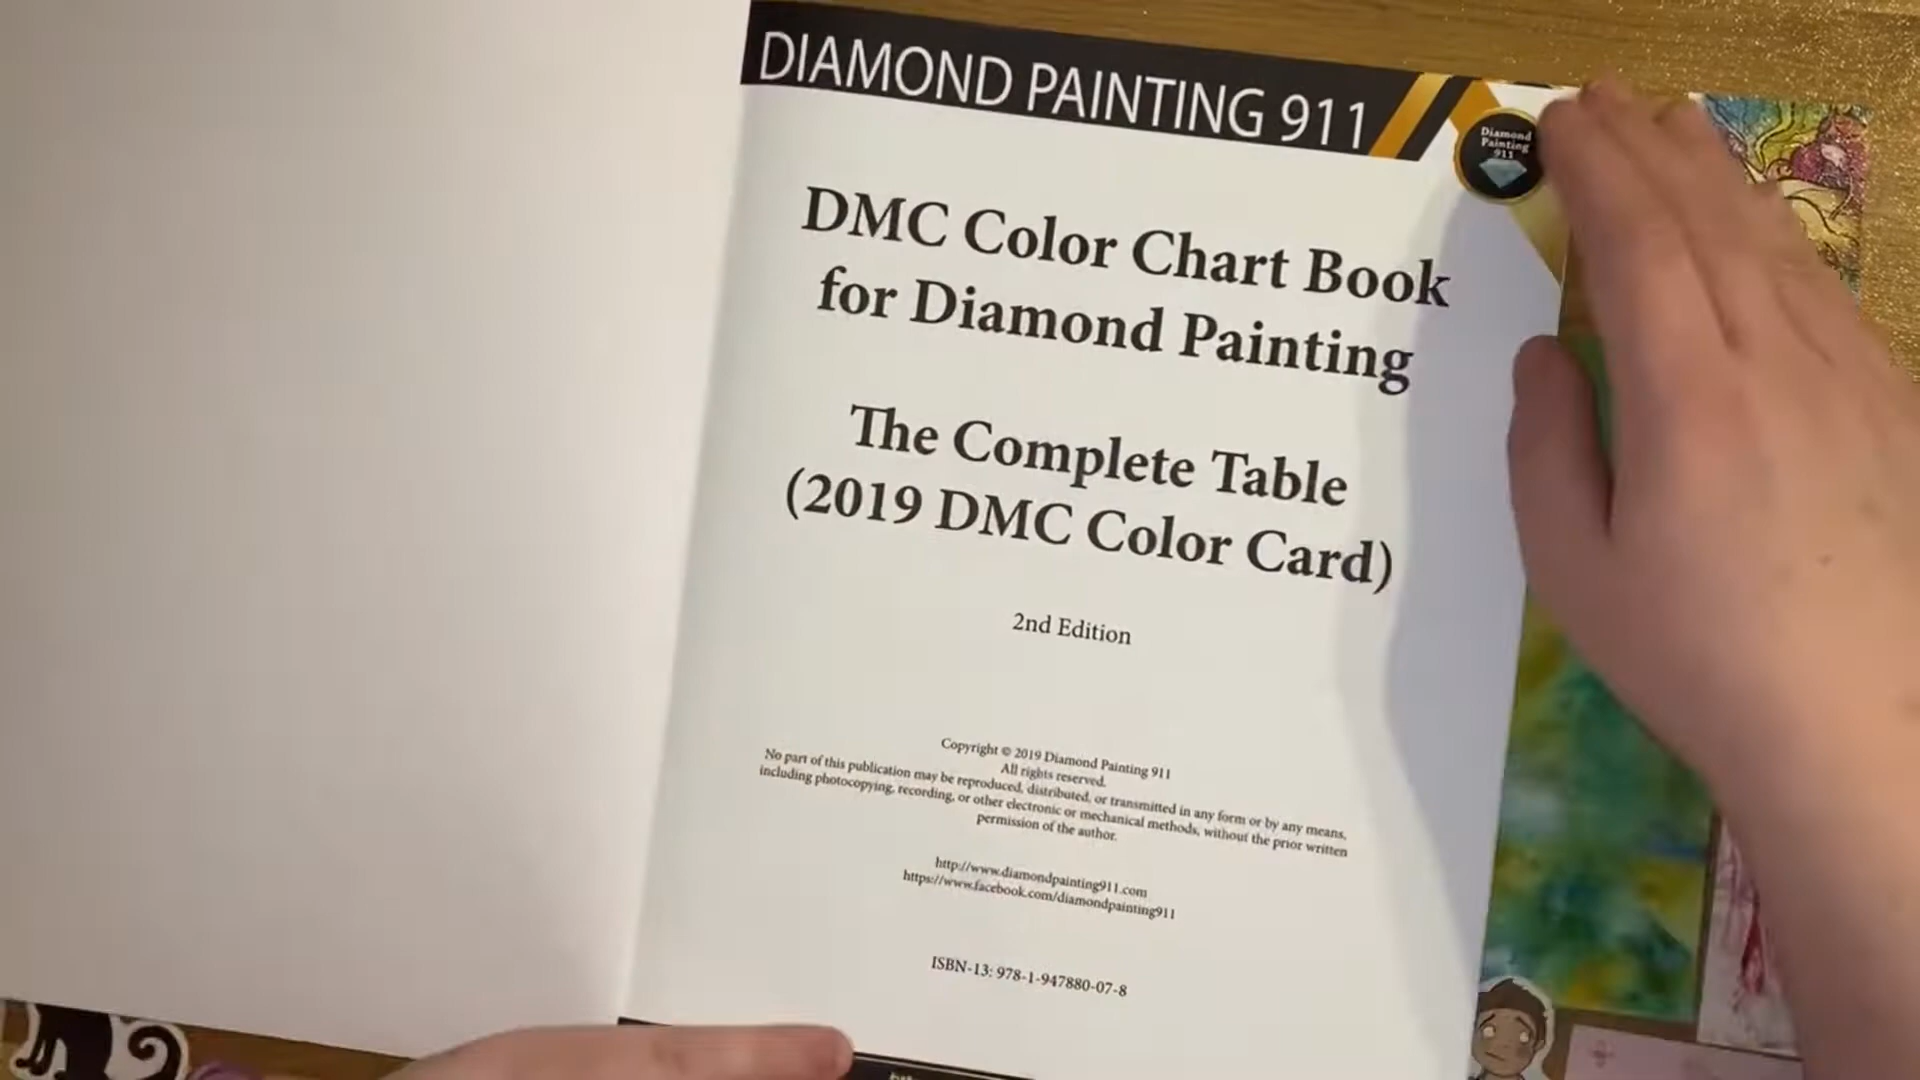 DIAMOND PAINTING 911
Diamond
Painting
911
DMC Color Chart Book
for Diamond Painting
The Complete Table
(2019 DMC Color Card)
2nd Edition
Copyright © 2019 Diamond Painting 911
All rights reserved.
No part of this publication may be reproduced, distributed, or transmitted in any form or by any means,
including photocopying, recording, or other electronic or mechanical methods, without the prior written
permission of the author.
http://www.diamondpainting911.com
https://www.facebook.com/diamondpainting911
ISBN-13: 978-1-947880-07-8